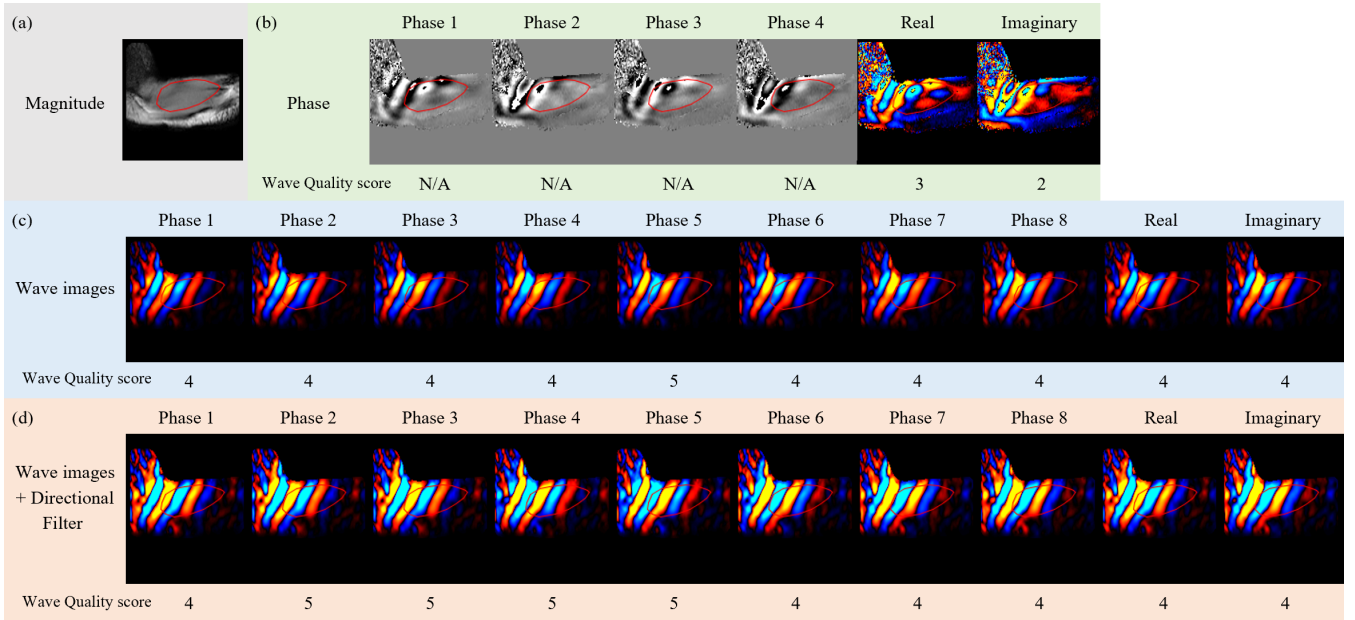 (a)
Magnitude
(b) Phase 1 Phase 2 Phase 3 Phase 4 Real Imaginary
Phase
Wave Quality score N/A N/A N/A N/A 3 2
(c) Phase 1 Phase 2 Phase 3 Phase 4 Phase 5 Phase 6 Phase 7 Phase 8 Real Imaginary
Wave images
Wave Quality score 4 4 4 4 5 4 4 4 4 4
(d) Phase 1 Phase 2 Phase 3 Phase 4 Phase 5 Phase 6 Phase 7 Phase 8 Real Imaginary
Wave images
+ Directional
Filter
Wave Quality score 4 5 5 5 5 4 4 4 4 4